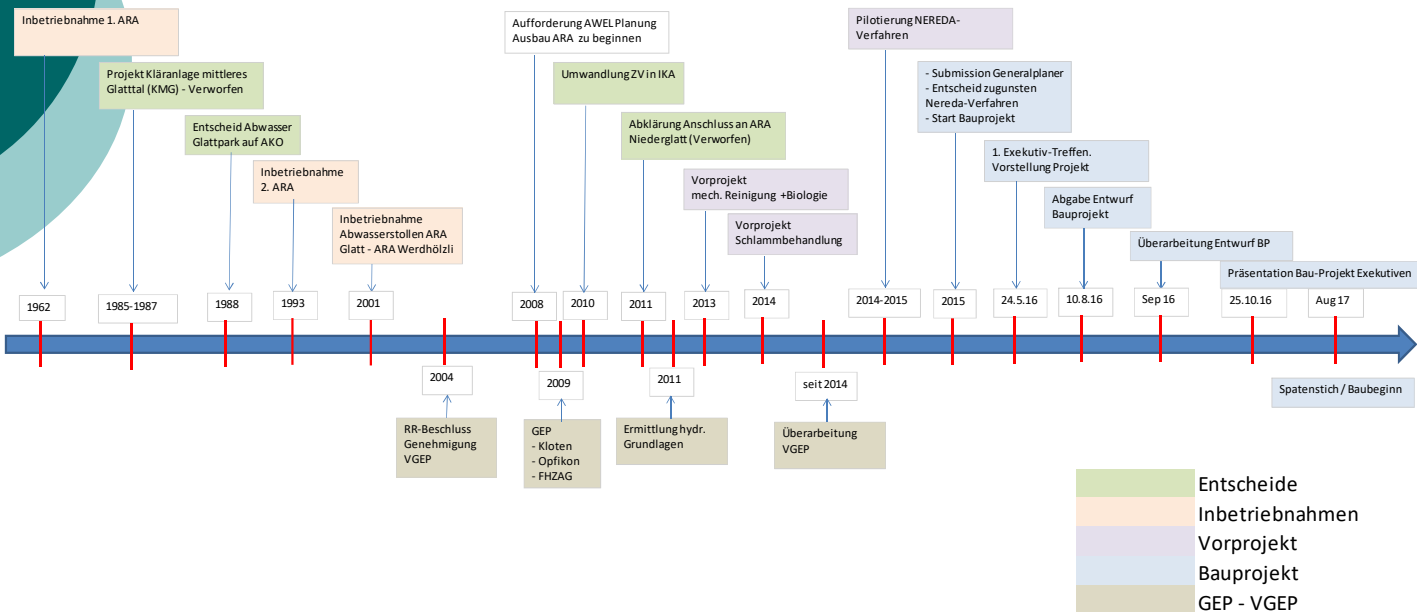 Inbetriebnahme 1. ARA
Projekt Kläranlage mittleres
Glatttal (KMG) - Verworfen
Entscheid Abwasser
Glattpark auf AKO
Inbetriebnahme
2. ARA
Inbetriebnahme
Abwasserstollen ARA
Glatt - ARA Werdhölzli
Aufforderung AWEL Planung
Ausbau ARA zu beginnen
Umwandlung ZV in IKA
Abklärung Anschluss an ARA
Niederglatt (Verworfen)
Vorprojekt
mech. Reinigung +Biologie
Vorprojekt
Schlammbehandlung
Pilotierung NEREDA-
Verfahren
- Submission Generalplaner
- Entscheid zugunsten
Nereda-Verfahren
- Start Bauprojekt
1. Exekutiv-Treffen.
Vorstellung Projekt
Abgabe Entwurf
Bauprojekt
Überarbeitung Entwurf BP
Präsentation Bau-Projekt Exekutiven
1962
1985-1987
1988
1993
2001
2008
2010
2011
2013
2014
2014-2015
2015
24.5.16
10.8.16
Sep 16
25.10.16
Aug 17
2004
2009
2011
seit 2014
RR-Beschluss
Genehmigung
VGEP
GEP
- Kloten
- Opfikon
- FHZAG
Ermittlung hydr.
Grundlagen
Überarbeitung
VGEP
Spatenstich / Baubeginn
Entscheide
Inbetriebnahmen
Vorprojekt
Bauprojekt
GEP - VGEP